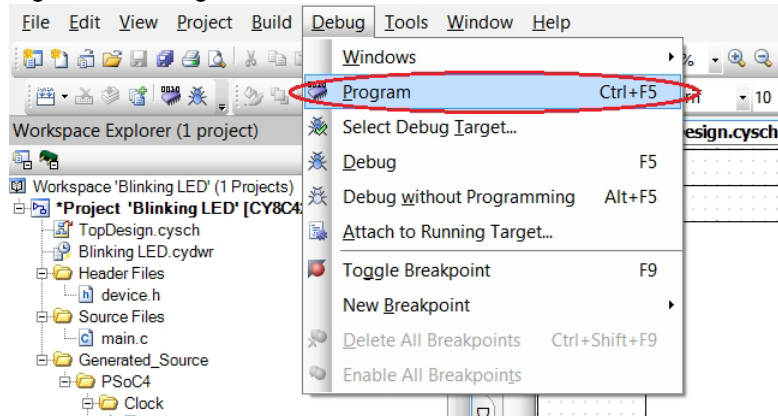 File Edit View Project Build Debug Tools Window Help
Windows
Program Ctrl+F5
Select Debug Target...
Debug F5
Debug without Programming Alt+F5
Attach to Running Target...
Toggle Breakpoint F9
New Breakpoint
Delete All Breakpoints Ctrl+Shift+F9
Enable All Breakpoints
%
10
esign.cysch
Workspace Explorer (1 project)
Workspace 'Blinking LED' (1 Projects)
*Project 'Blinking LED' [CY8C4
TopDesign.cysch
Blinking LED.cydwr
Header Files
device.h
Source Files
main.c
Generated_Source
PSoC4
Clock